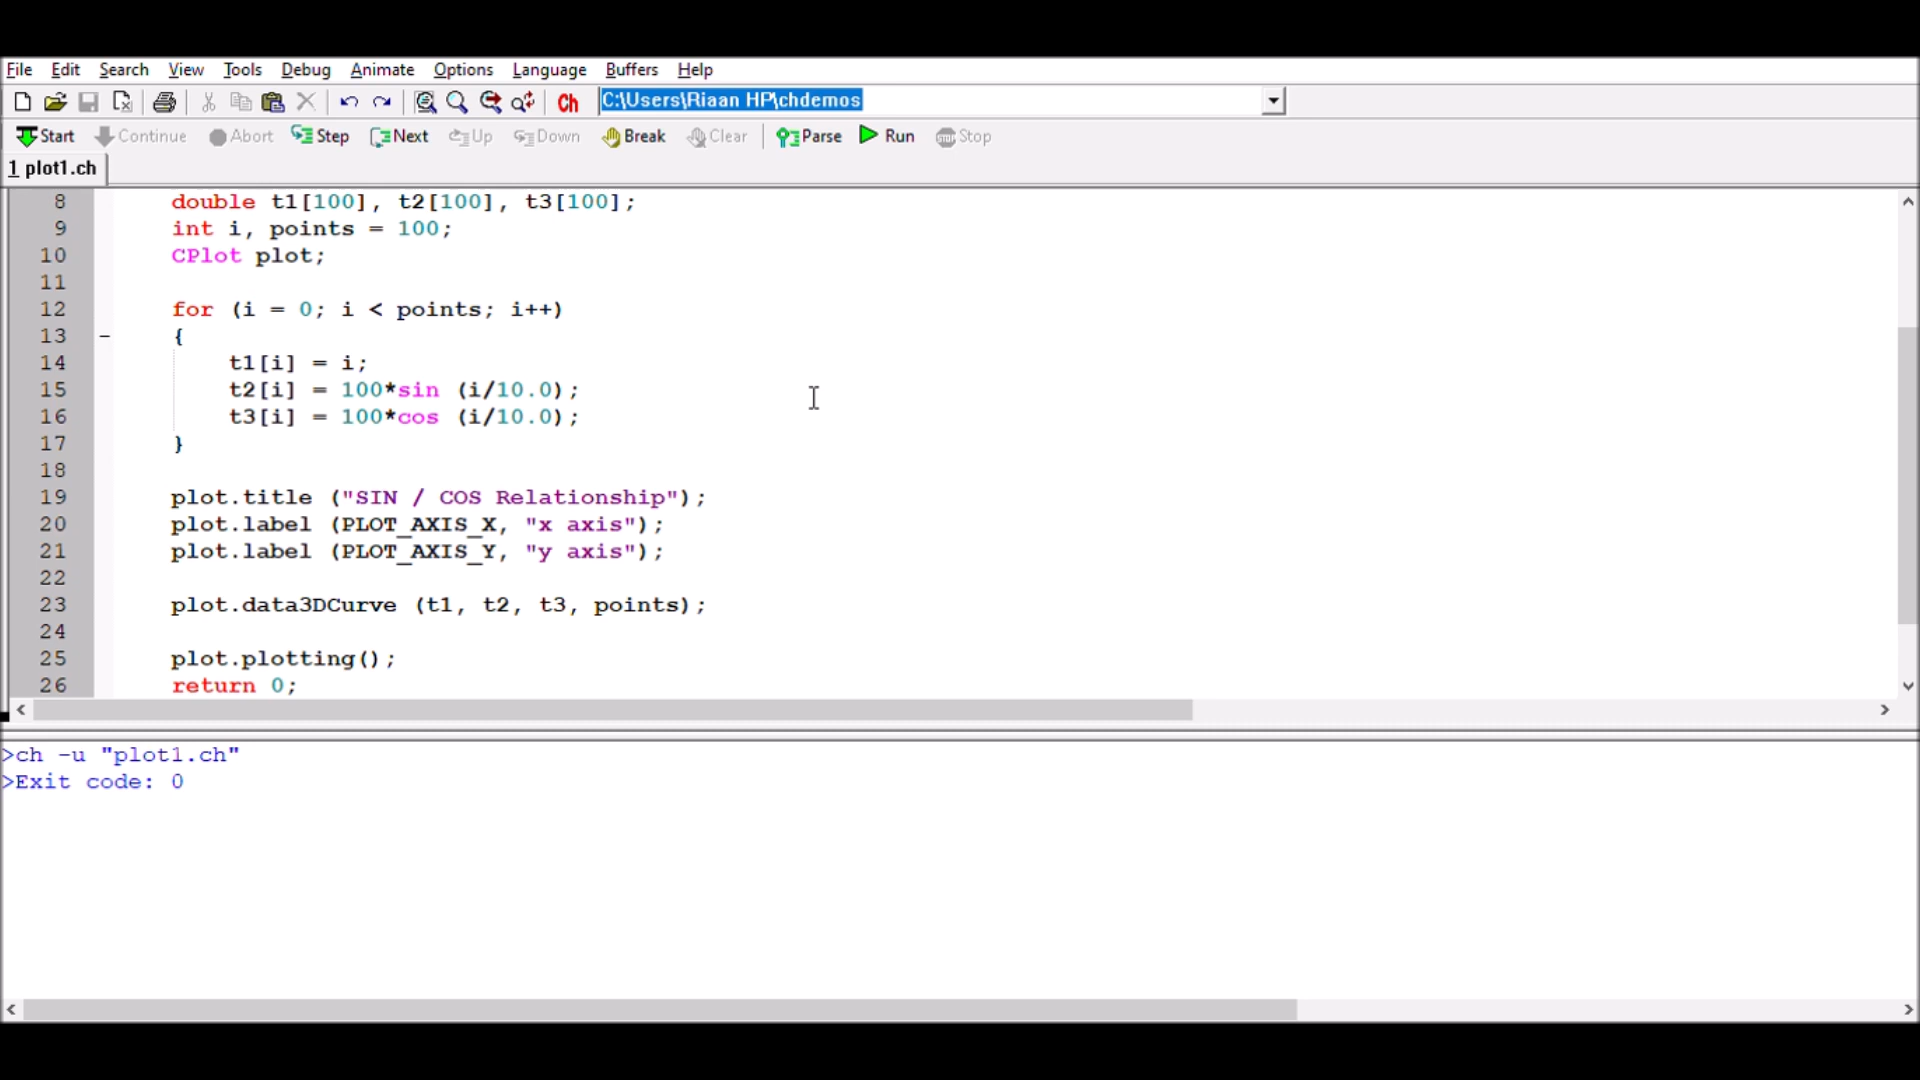 File Edit Search View Tools Debug Animate Options Language Buffers Help
Ch C:\Users\Riaan HP\chdemos
Start Continue Abort Step Next Up Down Break Clear Parse Run Stop
1 plot1.ch
8 double t1[100], t2[100], t3[100];
9 int i, points = 100;
10 CPlot plot;
11
12 for (i = 0; i < points; i++)
13 {
14 t1[i] = i;
15 t2[i] = 100*sin (i/10.0);
16 t3[i] = 100*cos (i/10.0);
17 }
18
19 plot.title ("SIN / COS Relationship");
20 plot.label (PLOT_AXIS_X, "x axis");
21 plot.label (PLOT_AXIS_Y, "y axis");
22
23 plot.data3DCurve (t1, t2, t3, points);
24
25 plot.plotting();
26 return 0;
>ch -u "plot1.ch"
>Exit code: 0